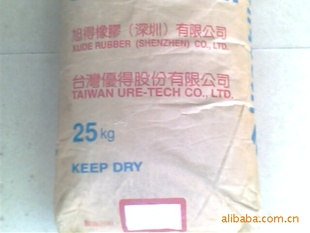 旭得橡膠（深圳）有限公司
XUDE RUBBER (SHENZHEN) CO., LTD.
台灣優得股份有限公司
TAIWAN URE-TECH CO., LTD.
25kg
KEEP DRY
alibaba.com.cn